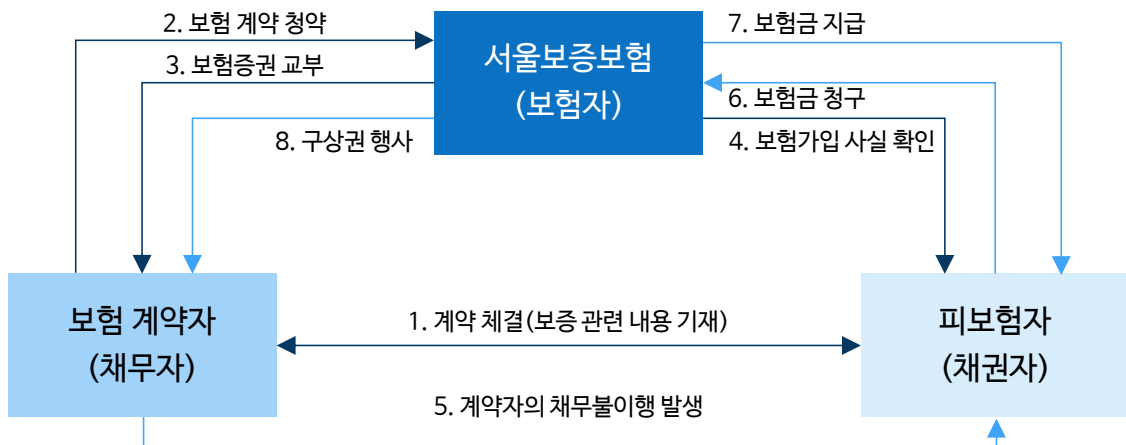 2. 보험 계약 청약
7. 보험금 지급
서울보증보험
(보험자)
3. 보험증권 교부
6. 보험금 청구
8. 구상권 행사
4. 보험가입 사실 확인
보험 계약자
(채무자)
1. 계약 체결(보증 관련 내용 기재)
피보험자
(채권자)
5. 계약자의 채무불이행 발생